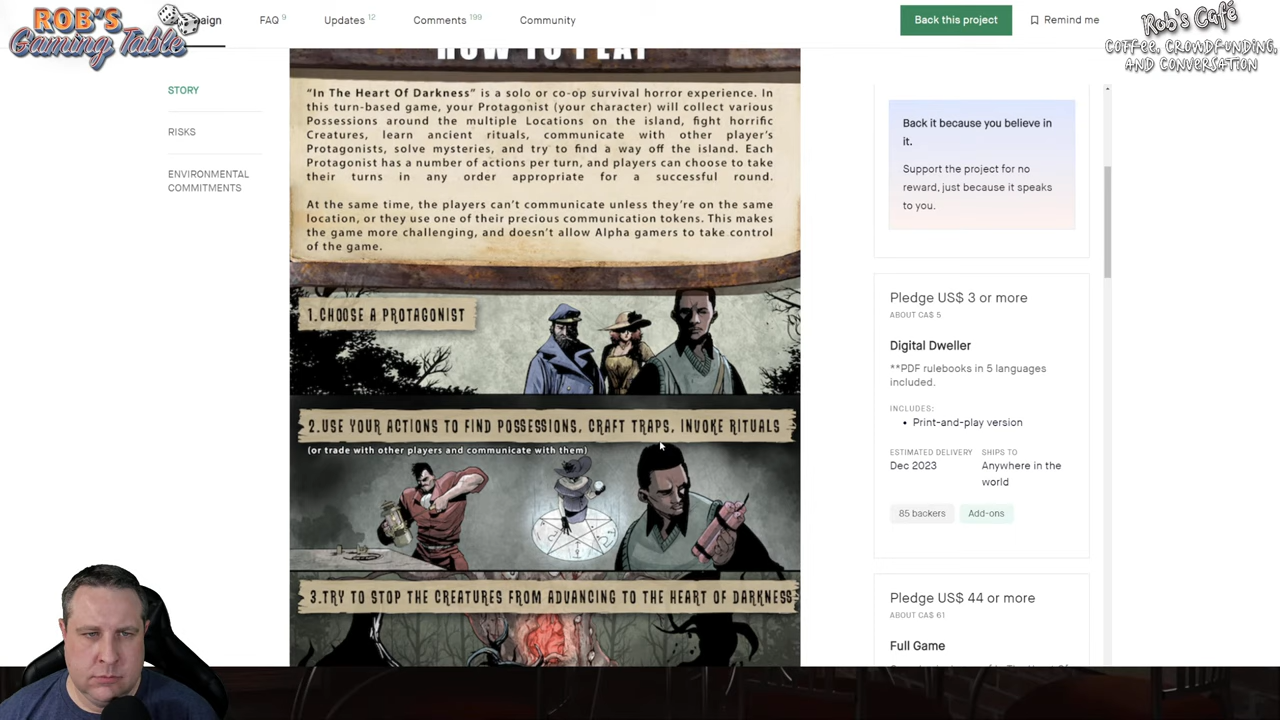 ROB'S
Gaming Table
paign
FAQ 9
Updates 12
Comments 199
Community
Back this project
Remind me
Rob's Café
COFFEE, CROWDFUNDING,
AND CONVERSATION
STORY
RISKS
ENVIRONMENTAL
COMMITMENTS
HOW TO PLAY
"In The Heart Of Darkness" is a solo or co-op survival horror experience. In
this turn-based game, your Protagonist (your character) will collect various
Possessions around the multiple Locations on the island, fight horrific
Creatures, learn ancient rituals, communicate with other player's
Protagonists, solve mysteries, and try to find a way off the island. Each
Protagonist has a number of actions per turn, and players can choose to take
their turns in any order appropriate for a successful round.
At the same time, the players can't communicate unless they're on the same
location, or they use one of their precious communication tokens. This makes
the game more challenging, and doesn't allow Alpha gamers to take control
of the game.
1.CHOOSE A PROTAGONIST
2.USE YOUR ACTIONS TO FIND POSSESSIONS, CRAFT TRAPS, INVOKE RITUALS
(or trade with other players and communicate with them)
3.TRY TO STOP THE CREATURES FROM ADVANCING TO THE HEART OF DARKNESS
Back it because you believe in
it.
Support the project for no
reward, just because it speaks
to you.
Pledge US$ 3 or more
ABOUT CA$ 5
Digital Dweller
**PDF rulebooks in 5 languages
included.
INCLUDES:
• Print-and-play version
ESTIMATED DELIVERY SHIPS TO
Dec 2023 Anywhere in the
world
85 backers Add-ons
Pledge US$ 44 or more
ABOUT CA$ 61
Full Game